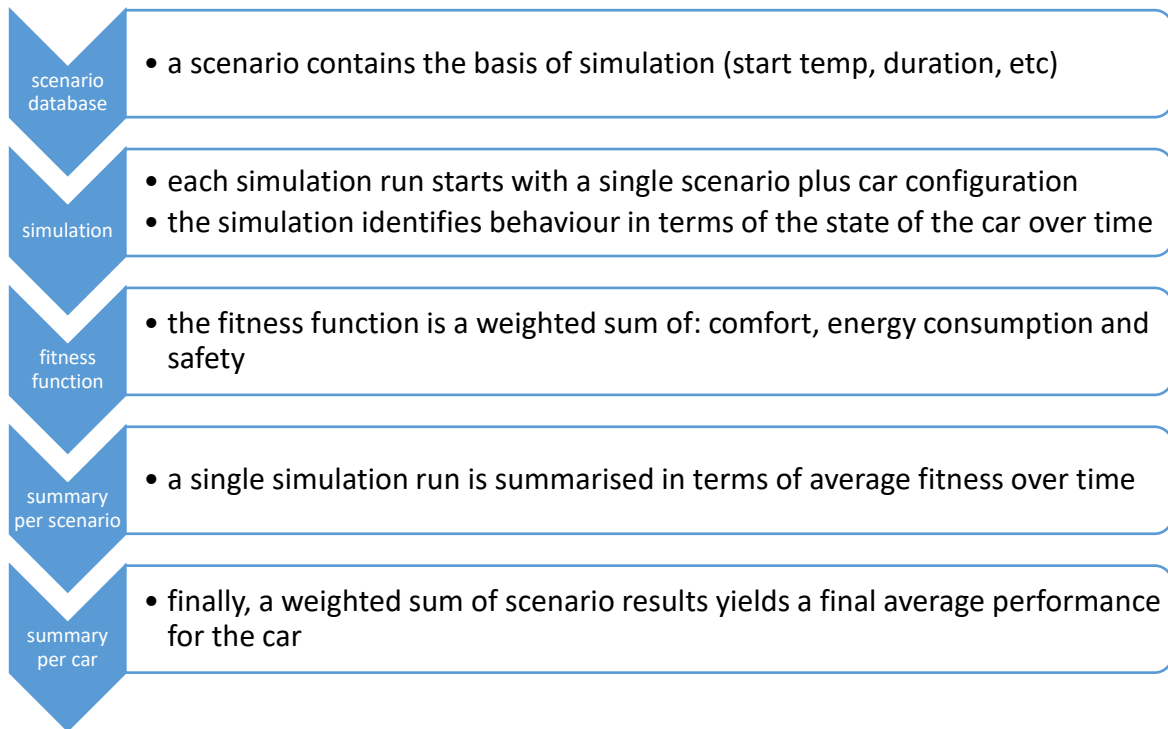 scenario
database
• a scenario contains the basis of simulation (start temp, duration, etc)
simulation
• each simulation run starts with a single scenario plus car configuration
• the simulation identifies behaviour in terms of the state of the car over time
fitness
function
• the fitness function is a weighted sum of: comfort, energy consumption and
safety
summary
per scenario
• a single simulation run is summarised in terms of average fitness over time
summary
per car
• finally, a weighted sum of scenario results yields a final average performance
for the car